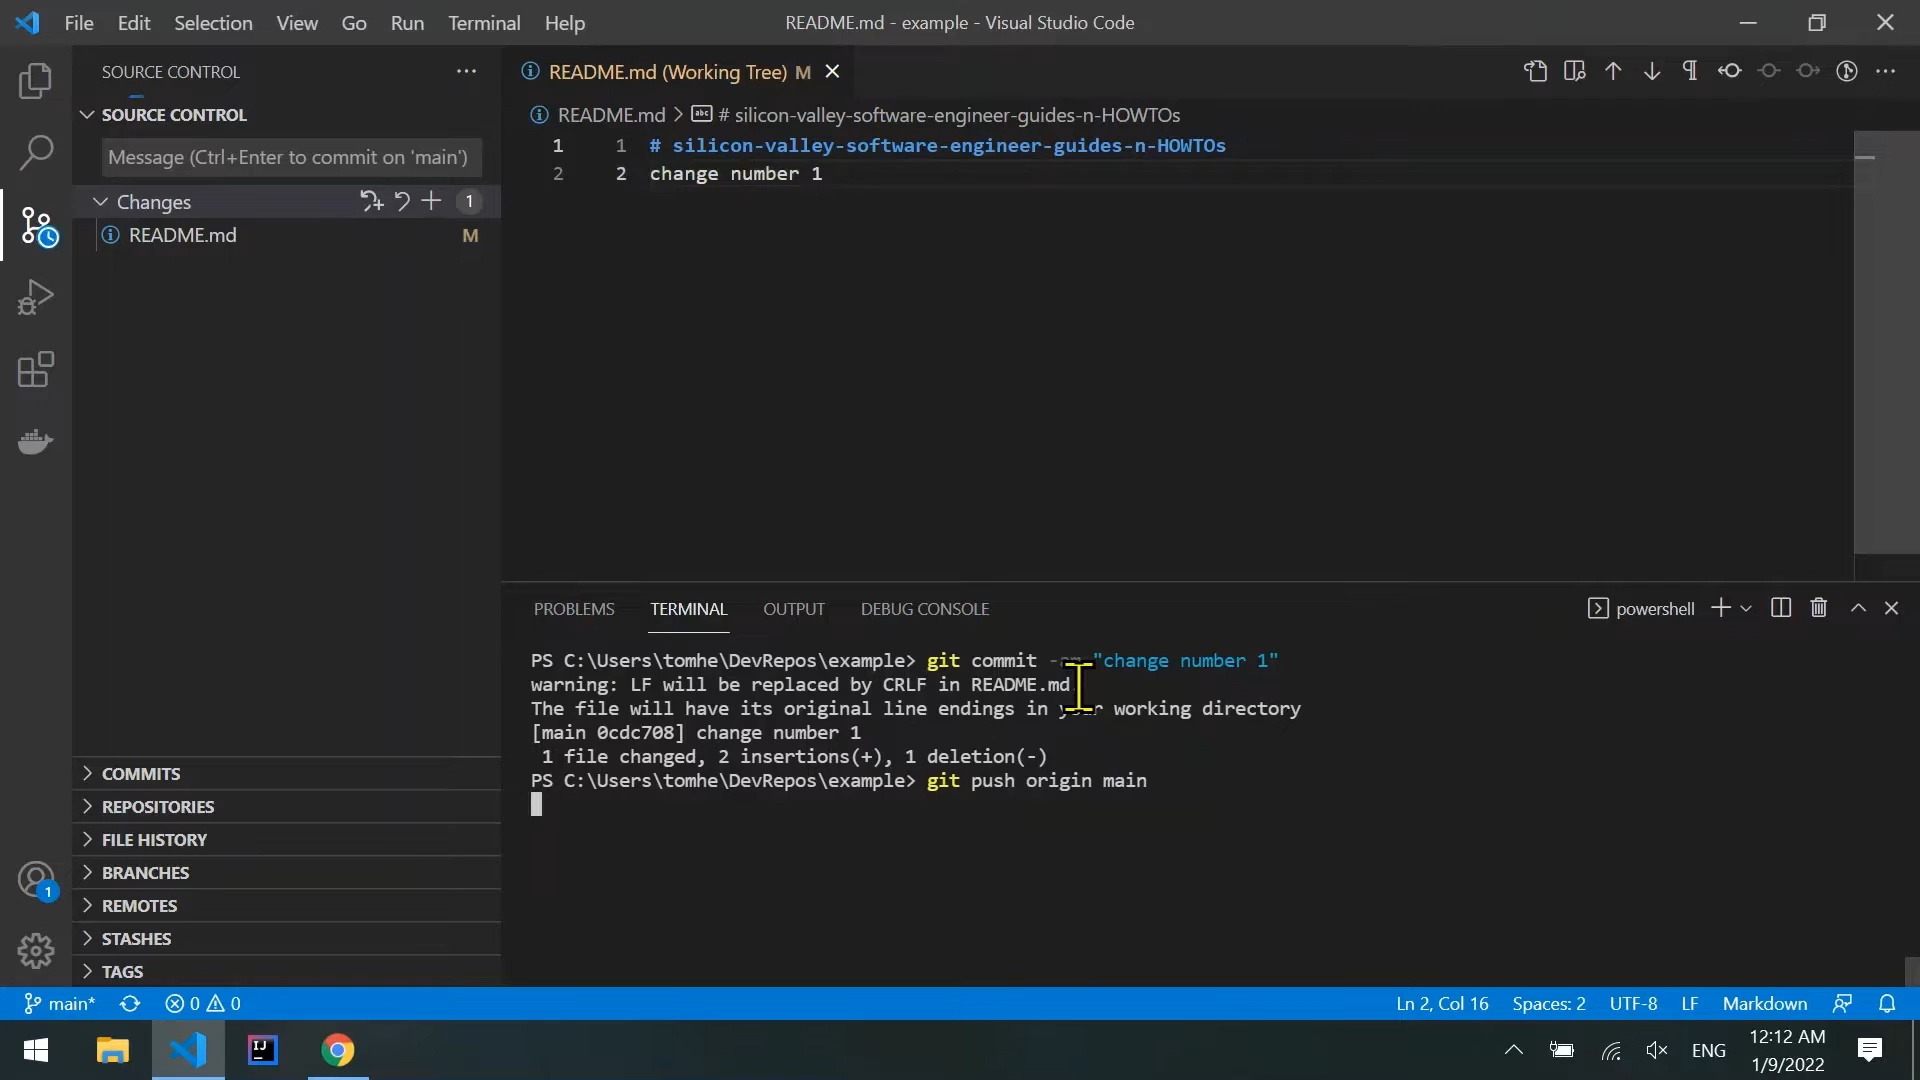 File Edit Selection View Go Run Terminal Help README.md - example - Visual Studio Code
SOURCE CONTROL
README.md (Working Tree) M
SOURCE CONTROL
README.md > # silicon-valley-software-engineer-guides-n-HOWTOs
Message (Ctrl+Enter to commit on 'main')
1 1 # silicon-valley-software-engineer-guides-n-HOWTOs
2 2 change number 1
Changes 1
README.md M
PROBLEMS TERMINAL OUTPUT DEBUG CONSOLE powershell
PS C:\Users\tomhe\DevRepos\example> git commit -am "change number 1"
warning: LF will be replaced by CRLF in README.md
The file will have its original line endings in your working directory
[main 0cdc708] change number 1
1 file changed, 2 insertions(+), 1 deletion(-)
PS C:\Users\tomhe\DevRepos\example> git push origin main
COMMITS
REPOSITORIES
FILE HISTORY
BRANCHES
REMOTES
STASHES
TAGS
1
main* 0 0 Ln 2, Col 16 Spaces: 2 UTF-8 LF Markdown
IJ
ENG
12:12 AM
1/9/2022